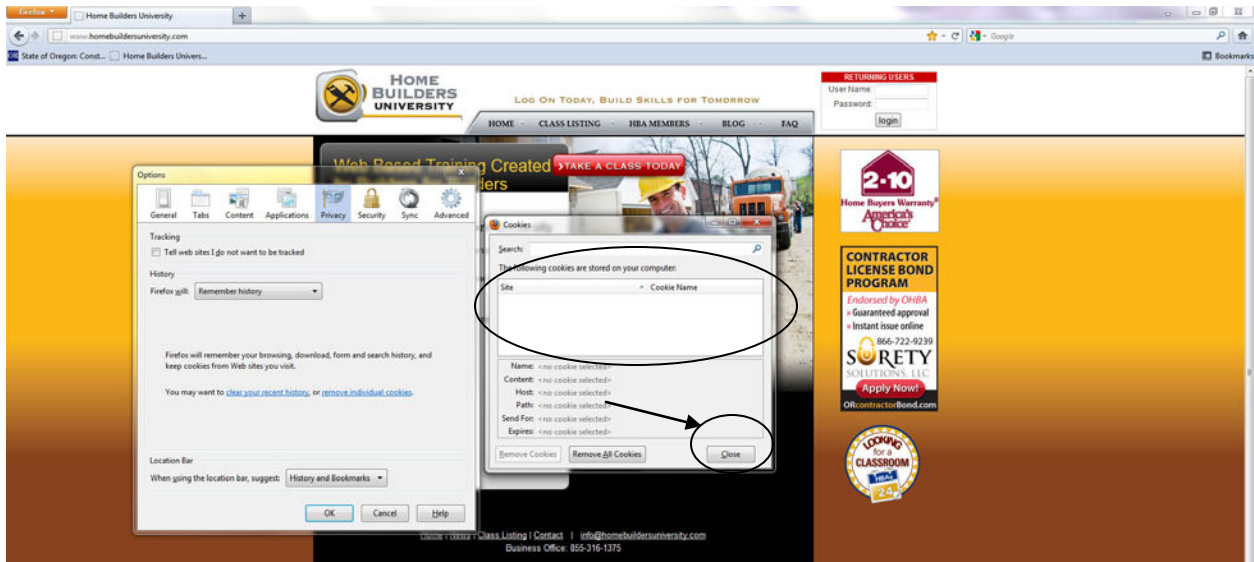 Firefox
Home Builders University
www.homebuildersuniversity.com
Google
State of Oregon: Const...
Home Builders Univers...
Bookmarks
HOME
BUILDERS
UNIVERSITY
LOG ON TODAY, BUILD SKILLS FOR TOMORROW
HOME
CLASS LISTING
HBA MEMBERS
BLOG
FAQ
RETURNING USERS
User Name:
Password:
login
Web Based Training Created
TAKE A CLASS TODAY
Options
General
Tabs
Content
Applications
Privacy
Security
Sync
Advanced
Tracking
Tell web sites I do not want to be tracked
History
Firefox will: Remember history
Firefox will remember your browsing, download, form and search history, and
keep cookies from Web sites you visit.
You may want to clear your recent history, or remove individual cookies.
Location Bar
When using the location bar, suggest: History and Bookmarks
OK
Cancel
Help
Cookies
Search:
The following cookies are stored on your computer:
Site
Cookie Name
Name: <no cookie selected>
Content: <no cookie selected>
Host: <no cookie selected>
Path: <no cookie selected>
Send For: <no cookie selected>
Expires: <no cookie selected>
Remove Cookies
Remove All Cookies
Close
2-10
Home Buyers Warranty®
America's
Choice
CONTRACTOR
LICENSE BOND
PROGRAM
Endorsed by OHBA
» Guaranteed approval
» Instant issue online
866-722-9239
SURETY
SOLUTIONS, LLC
Apply Now!
ORcontractorBond.com
LOOKING
for a
CLASSROOM
HBAs
24
Class Listing | Contact | info@homebuildersuniversity.com
Business Office: 855-316-1375